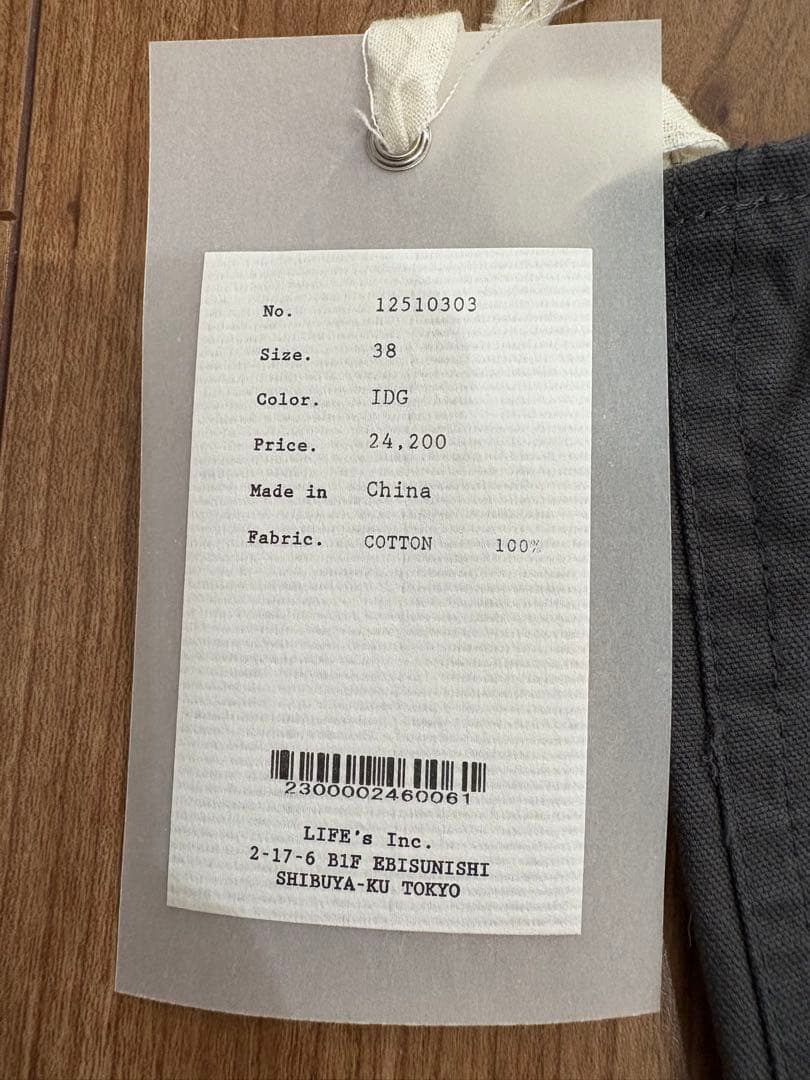 No. 12510303
Size. 38
Color. IDG
Price. 24,200
Made in China
Fabric. COTTON 100%
2300002460061
LIFE's Inc.
2-17-6 B1F EBISUNISHI
SHIBUYA-KU TOKYO